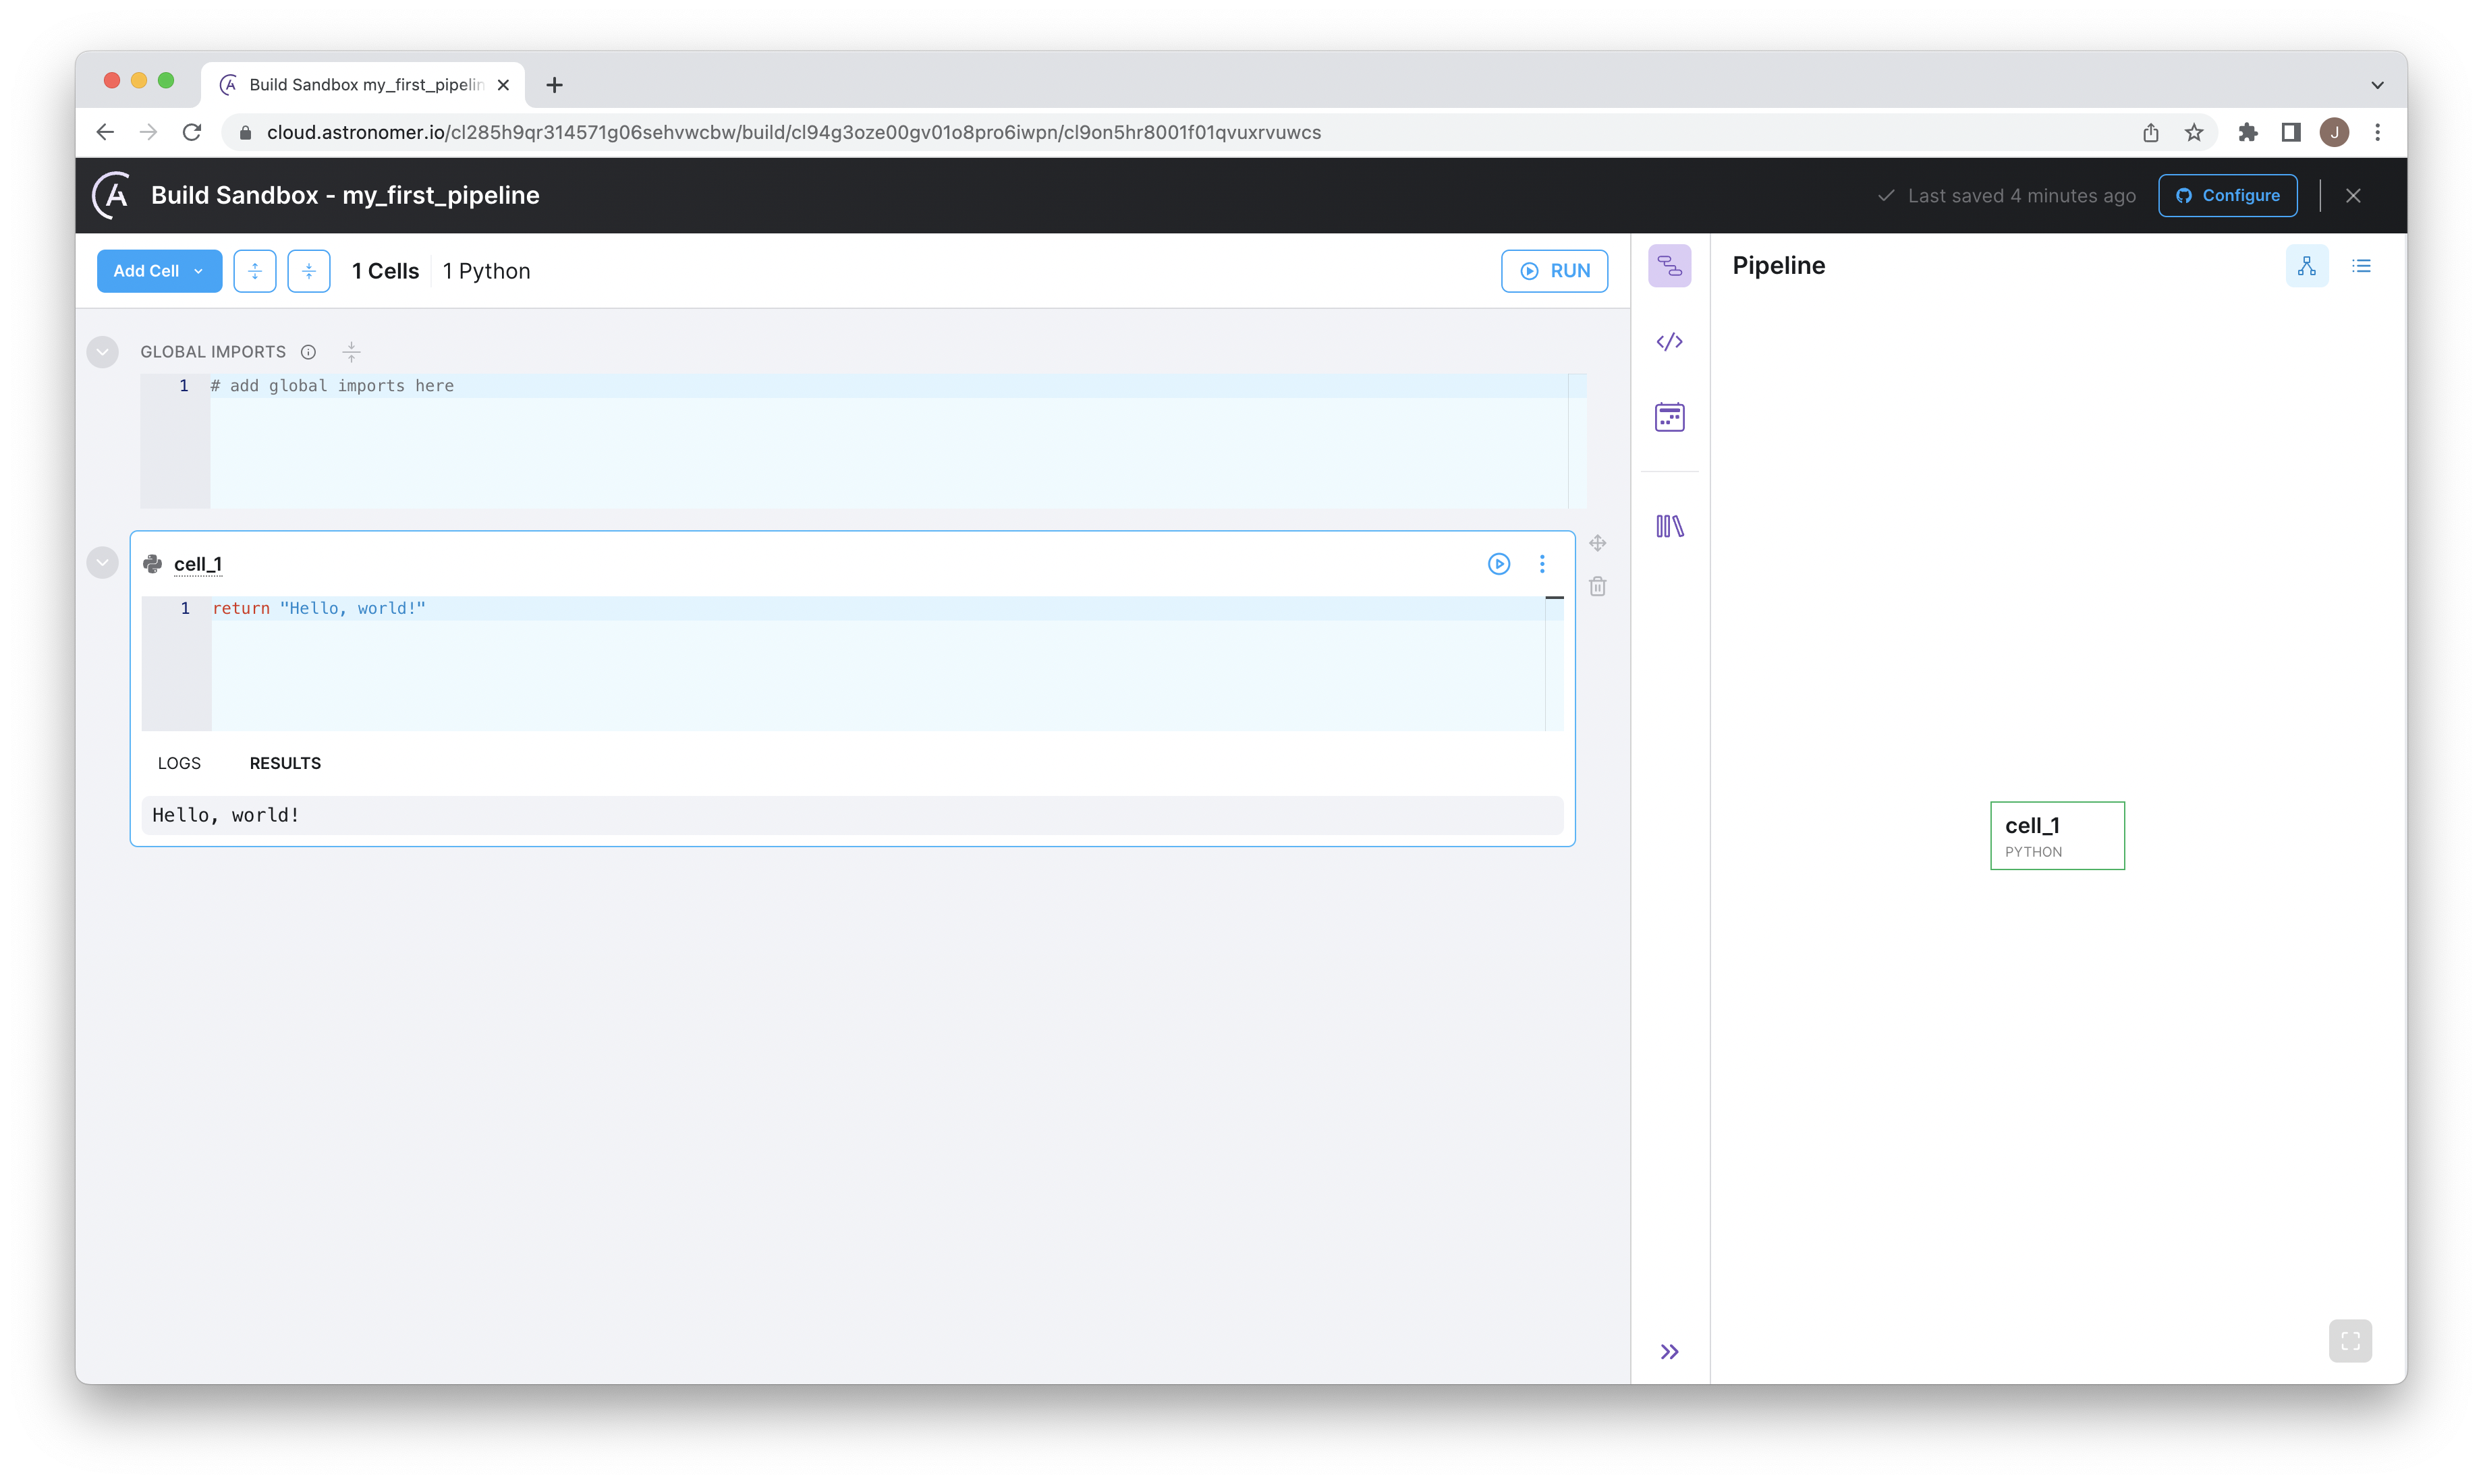 Build Sandbox my_first_pipelin
cloud.astronomer.io/cl285h9qr314571g06sehvwcbw/build/cl94g3oze00gv01o8pro6iwpn/cl9on5hr8001f01qvuxrvuwcs
J
Build Sandbox - my_first_pipeline
Last saved 4 minutes ago
Configure
Add Cell
1 Cells
1 Python
RUN
Pipeline
GLOBAL IMPORTS
1 # add global imports here
cell_1
1 return "Hello, world!"
LOGS
RESULTS
Hello, world!
cell_1
PYTHON